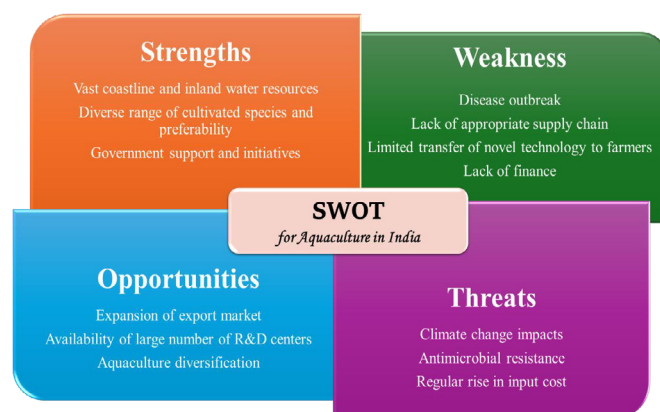 Strengths
Vast coastline and inland water resources
Diverse range of cultivated species and
preferability
Government support and initiatives
Weakness
Disease outbreak
Lack of appropriate supply chain
Limited transfer of novel technology to farmers
Lack of finance
SWOT
for Aquaculture in India
Opportunities
Expansion of export market
Availability of large number of R&D centers
Aquaculture diversification
Threats
Climate change impacts
Antimicrobial resistance
Regular rise in input cost